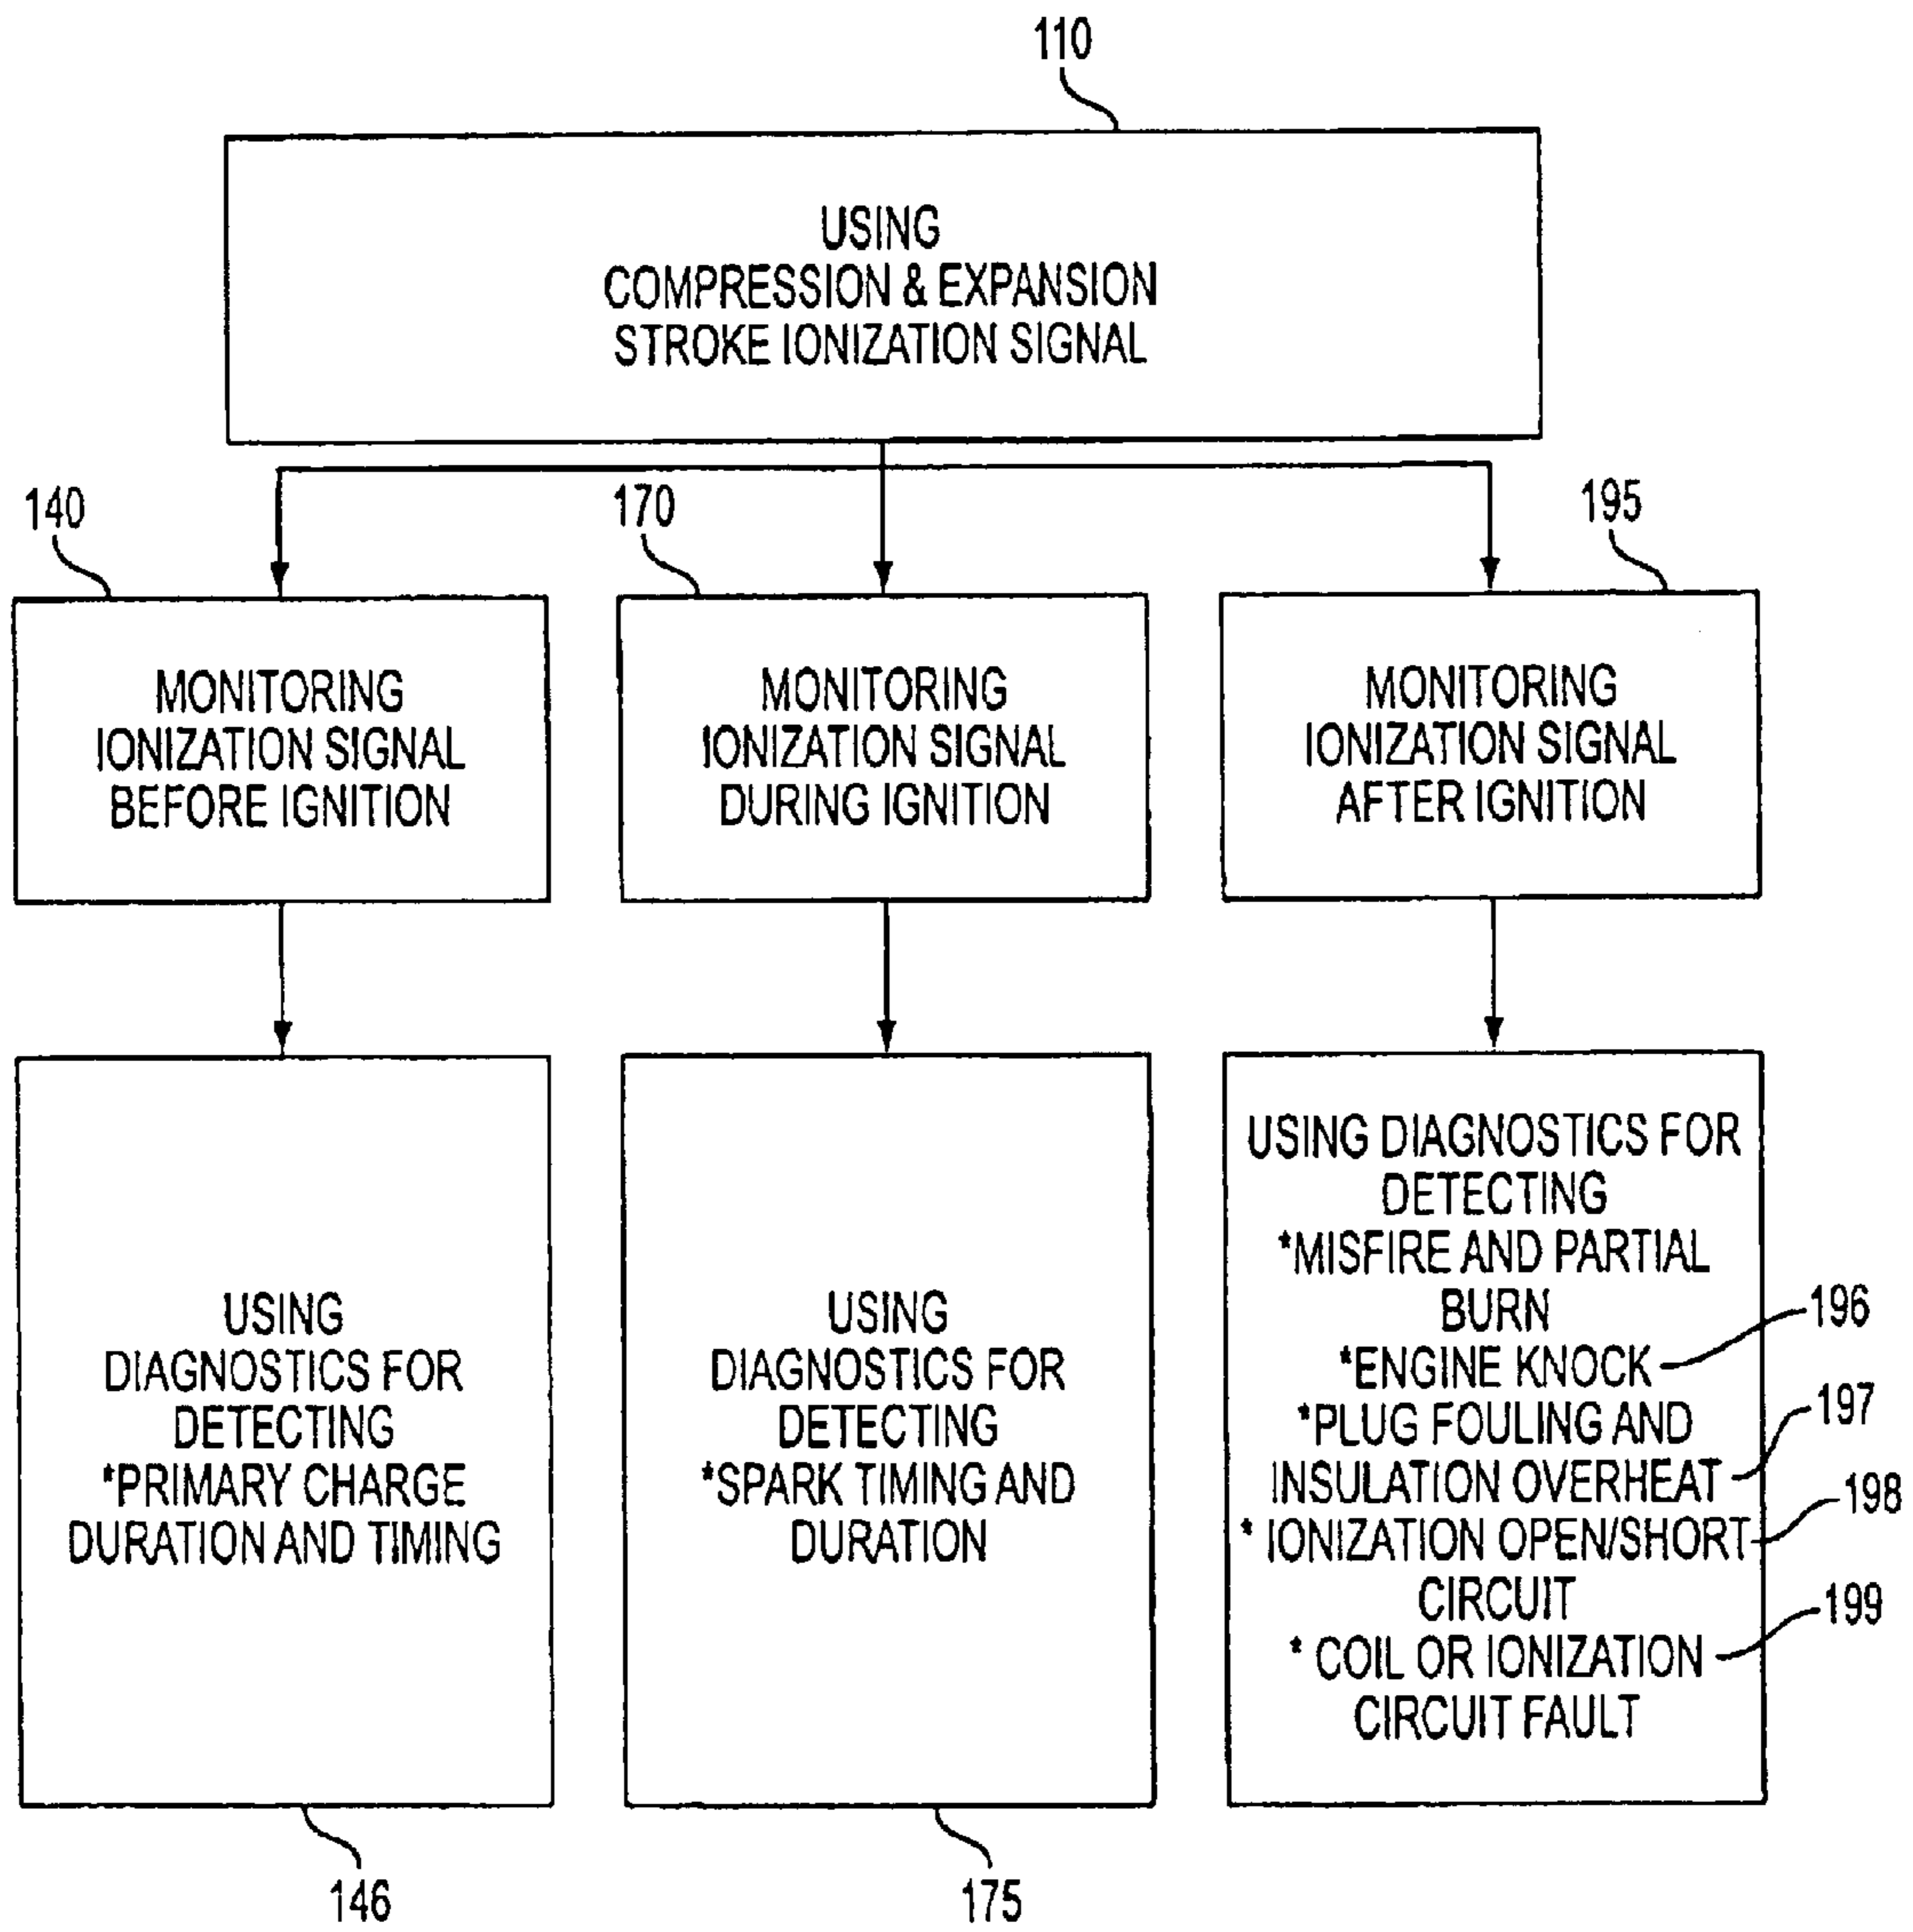 110
USING
COMPRESSION & EXPANSION
STROKE IONIZATION SIGNAL
140
170
195
MONITORING
IONIZATION SIGNAL
BEFORE IGNITION
MONITORING
IONIZATION SIGNAL
DURING IGNITION
MONITORING
IONIZATION SIGNAL
AFTER IGNITION
USING
DIAGNOSTICS FOR
DETECTING
*PRIMARY CHARGE
DURATION AND TIMING
146
USING
DIAGNOSTICS FOR
DETECTING
*SPARK TIMING AND
DURATION
175
USING DIAGNOSTICS FOR
DETECTING
*MISFIRE AND PARTIAL
BURN
*ENGINE KNOCK
196
*PLUG FOULING AND
INSULATION OVERHEAT
197
* IONIZATION OPEN/SHORT
CIRCUIT
198
* COIL OR IONIZATION
CIRCUIT FAULT
199